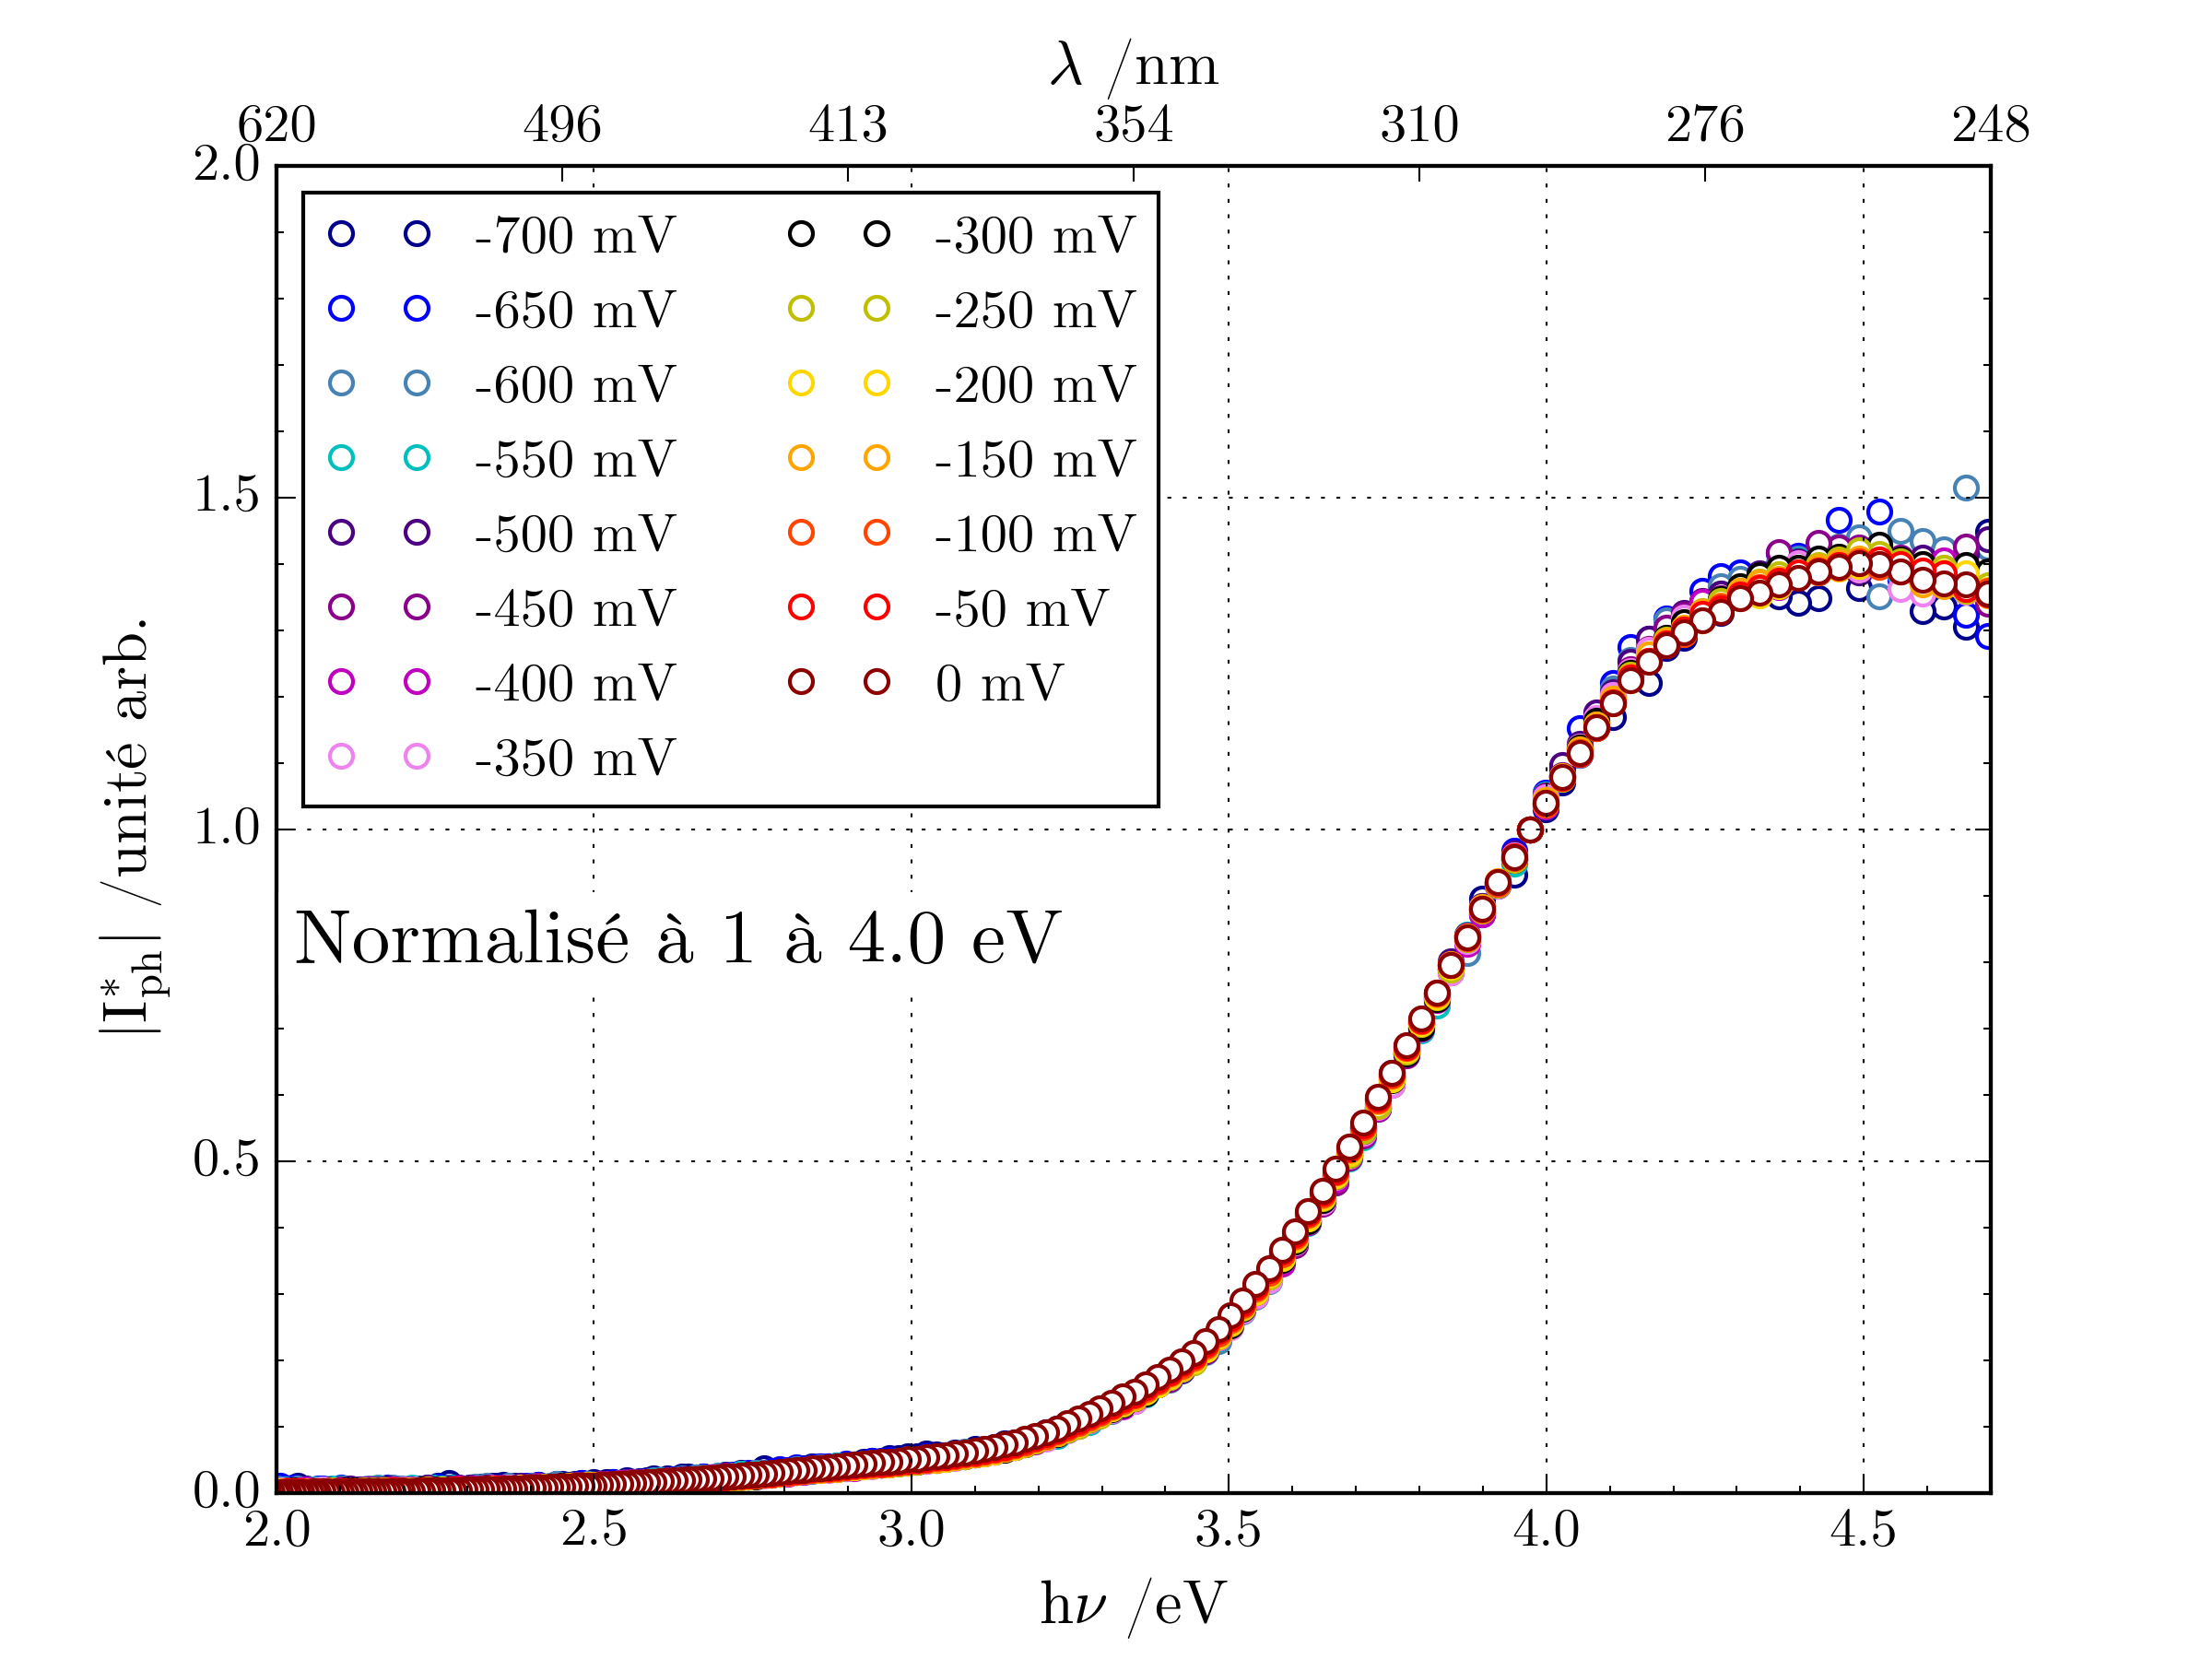 λ /nm
620 496 413 354 310 276 248
2.0
1.5
1.0
0.5
0.0
|I*ph| /unité arb.
-700 mV
-650 mV
-600 mV
-550 mV
-500 mV
-450 mV
-400 mV
-350 mV
-300 mV
-250 mV
-200 mV
-150 mV
-100 mV
-50 mV
0 mV
Normalisé à 1 à 4.0 eV
2.0 2.5 3.0 3.5 4.0 4.5
hν /eV